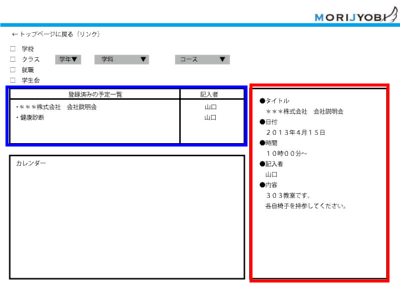 MORIJYOBI
← トップページに戻る（リンク）
□ 学校
□ クラス 学年▼ 学科 ▼ コース ▼
□ 就職
□ 学生会
登録済みの予定一覧 記入者
・＊＊＊株式会社 会社説明会 山口
・健康診断 山口
カレンダー
●タイトル
＊＊＊株式会社 会社説明会
●日付
２０１３年４月１５日
●時間
１０時００分～
●記入者
山口
●内容
３０３教室です。
各自椅子を持参してください。